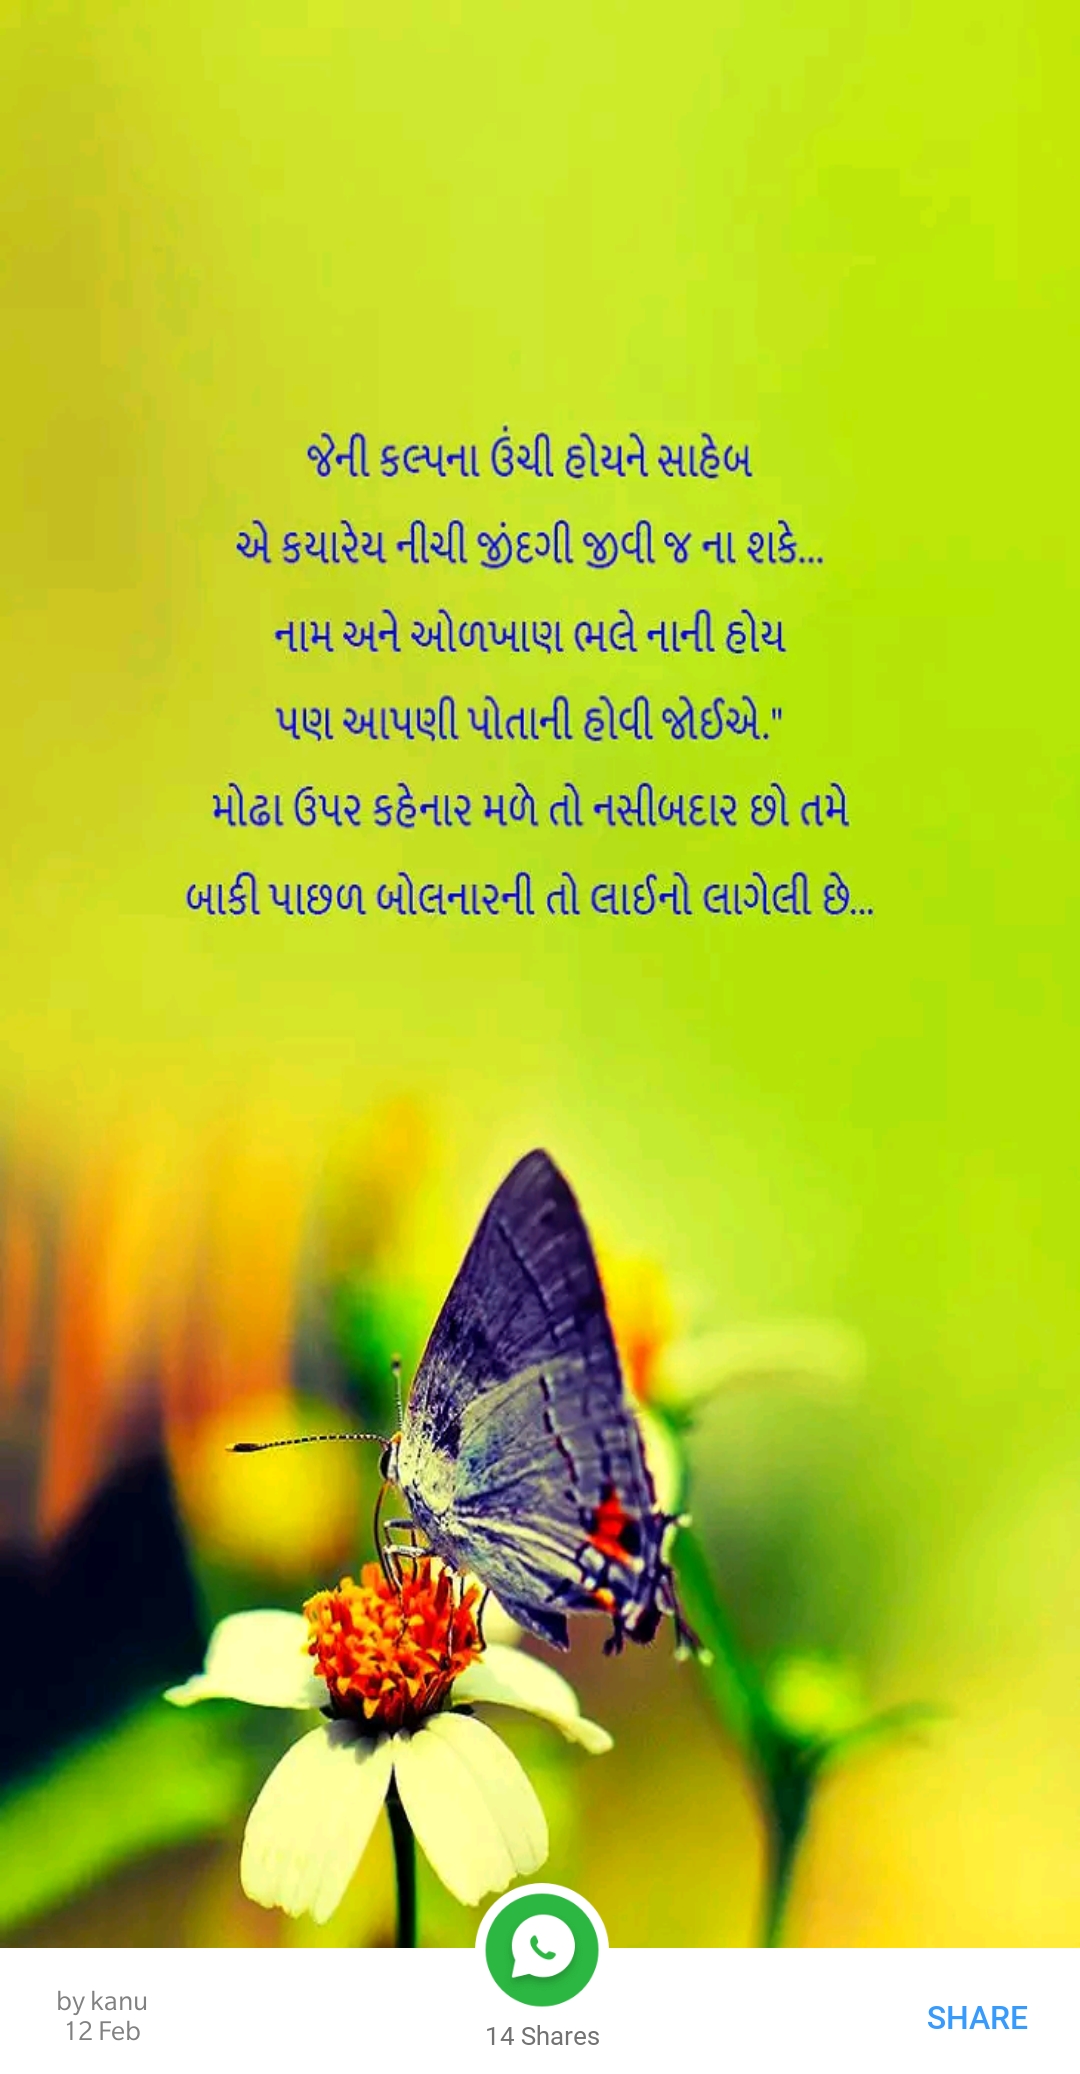 જેની કલ્પના ઉંચી હોયને સાહેબ
એ કયારેય નીચી જીંદગી જીવી જ ના શકે...
નામ અને ઓળખાણ ભલે નાની હોય
પણ આપણી પોતાની હોવી જોઈએ."
મોઢા ઉપર કહેનાર મળે તો નસીબદાર છો તમે
બાકી પાછળ બોલનારની તો લાઈનો લાગેલી છે...
by kanu
12 Feb
14 Shares
SHARE